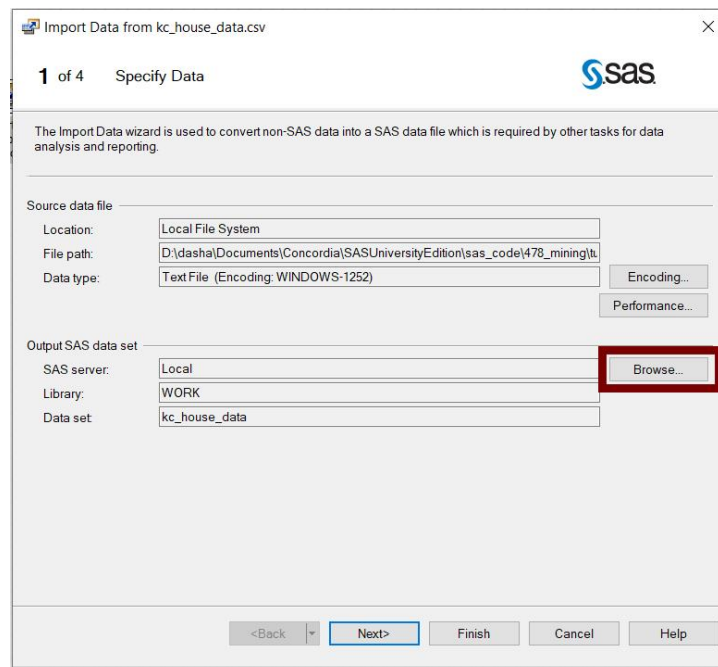 Import Data from kc_house_data.csv
1 of 4 Specify Data
sas
The Import Data wizard is used to convert non-SAS data into a SAS data file which is required by other tasks for data
analysis and reporting.
Source data file
Location: Local File System
File path: D:\dasha\Documents\Concordia\SASUniversityEdition\sas_code\478_mining\
Data type: Text File (Encoding: WINDOWS-1252) Encoding...
Performance...
Output SAS data set
SAS server: Local Browse...
Library: WORK
Data set: kc_house_data
<Back Next> Finish Cancel Help